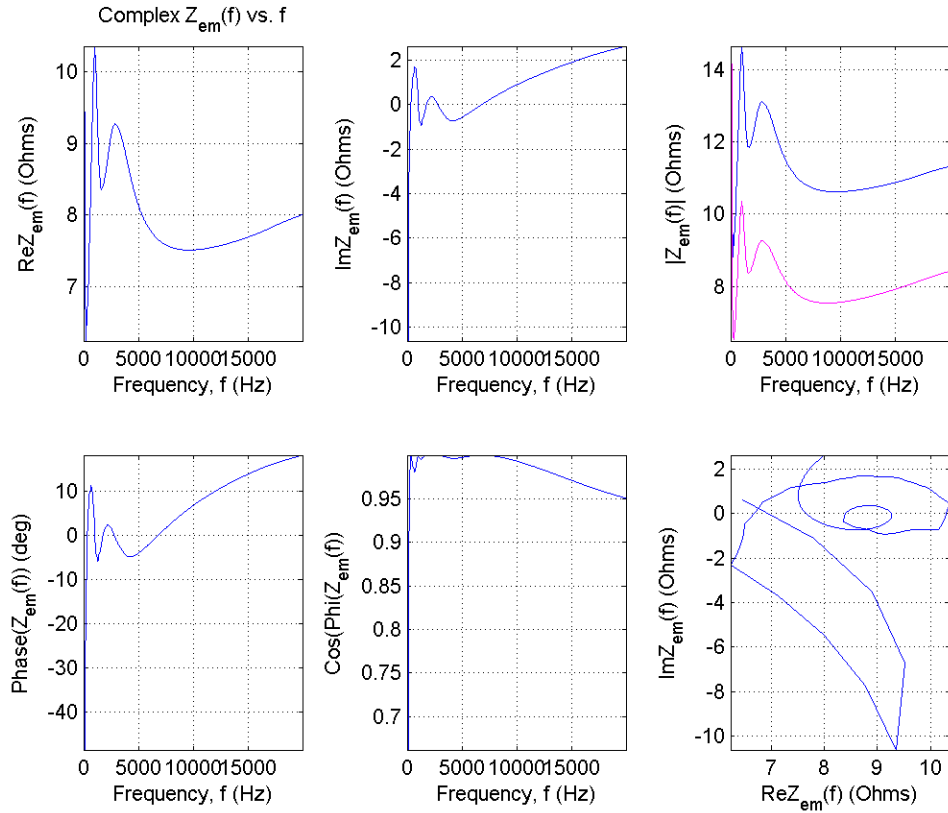 Complex Z_em(f) vs. f
10
9
8
7
ReZ_em(f) (Ohms)
0 5000 10000 15000
Frequency, f (Hz)
2
0
-2
-4
-6
-8
-10
ImZ_em(f) (Ohms)
0 5000 10000 15000
Frequency, f (Hz)
14
12
10
8
|Z_em(f)| (Ohms)
0 5000 10000 15000
Frequency, f (Hz)
10
0
-10
-20
-30
-40
Phase(Z_em(f)) (deg)
0 5000 10000 15000
Frequency, f (Hz)
0.95
0.9
0.85
0.8
0.75
0.7
Cos(Phi(Z_em(f))
0 5000 10000 15000
Frequency, f (Hz)
2
0
-2
-4
-6
-8
-10
ImZ_em(f) (Ohms)
7 8 9 10
ReZ_em(f) (Ohms)